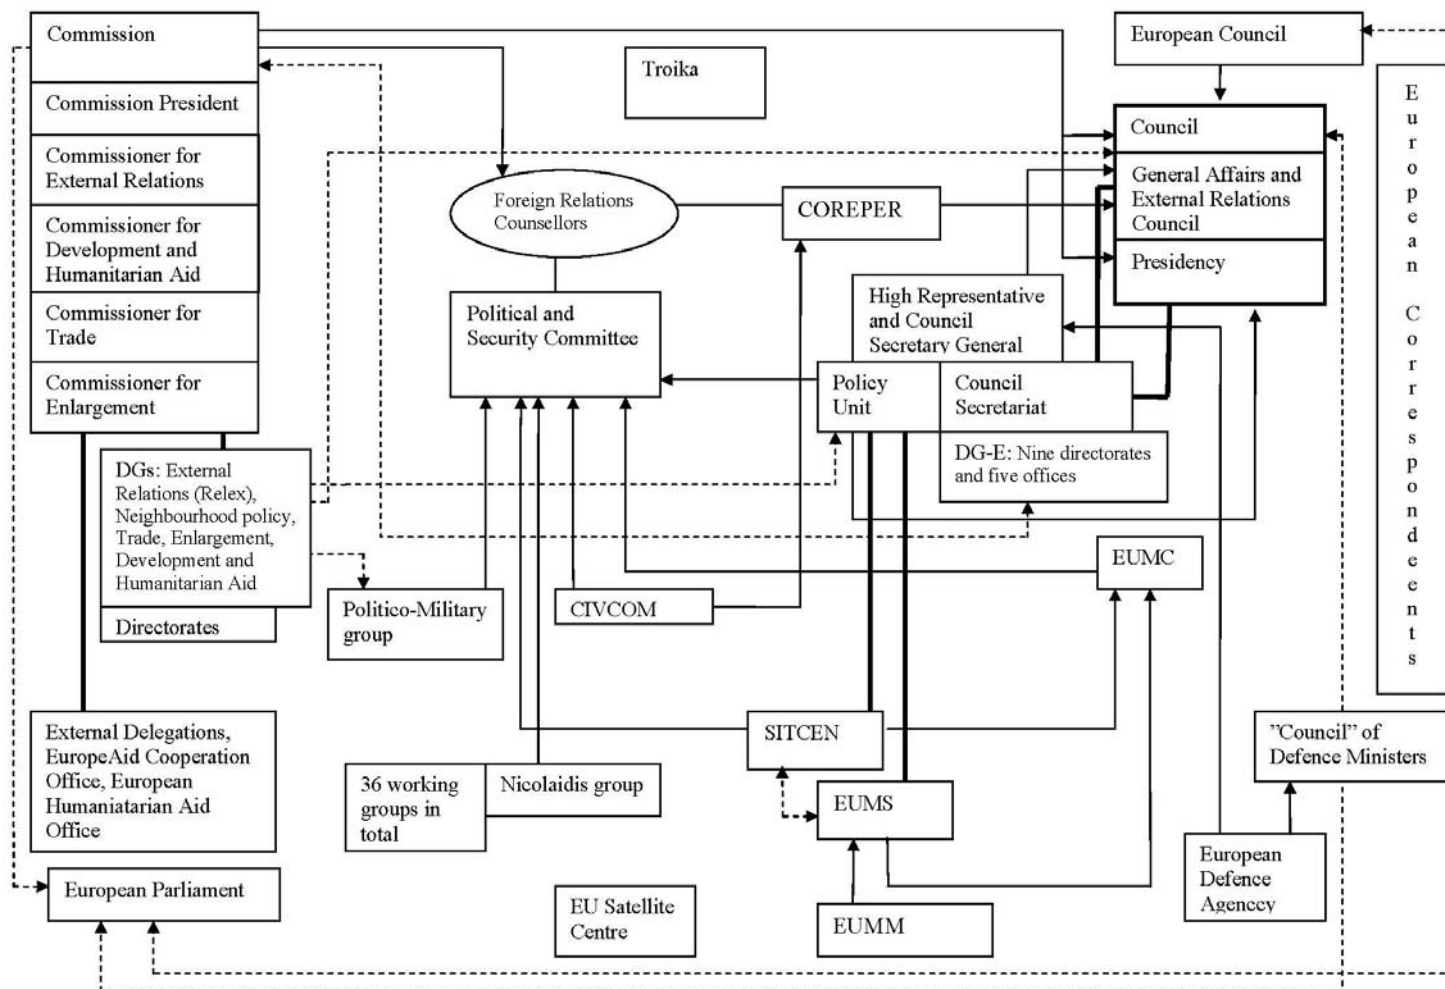 Commission
Commission President
Commissioner for
External Relations
Commissioner for
Development and
Humanitarian Aid
Commissioner for
Trade
Commissioner for
Enlargement
DGs: External
Relations (Relex),
Neighbourhood policy,
Trade, Enlargement,
Development and
Humanitarian Aid
Directorates
External Delegations,
EuropeAid Cooperation
Office, European
Humaniatarian Aid
Office
European Parliament
Troika
Foreign Relations
Counsellors
COREPER
Political and
Security Committee
High Representative
and Council
Secretary General
Policy
Unit
Council
Secretariat
DG-E: Nine directorates
and five offices
Politico-Military
group
CIVCOM
EUMC
SITCEN
36 working
groups in
total
Nicolaidis group
EUMS
EU Satellite
Centre
EUMM
European Council
Council
General Affairs and
External Relations
Council
Presidency
"Council" of
Defence Ministers
European
Defence
Agenccy
European Correspondeents